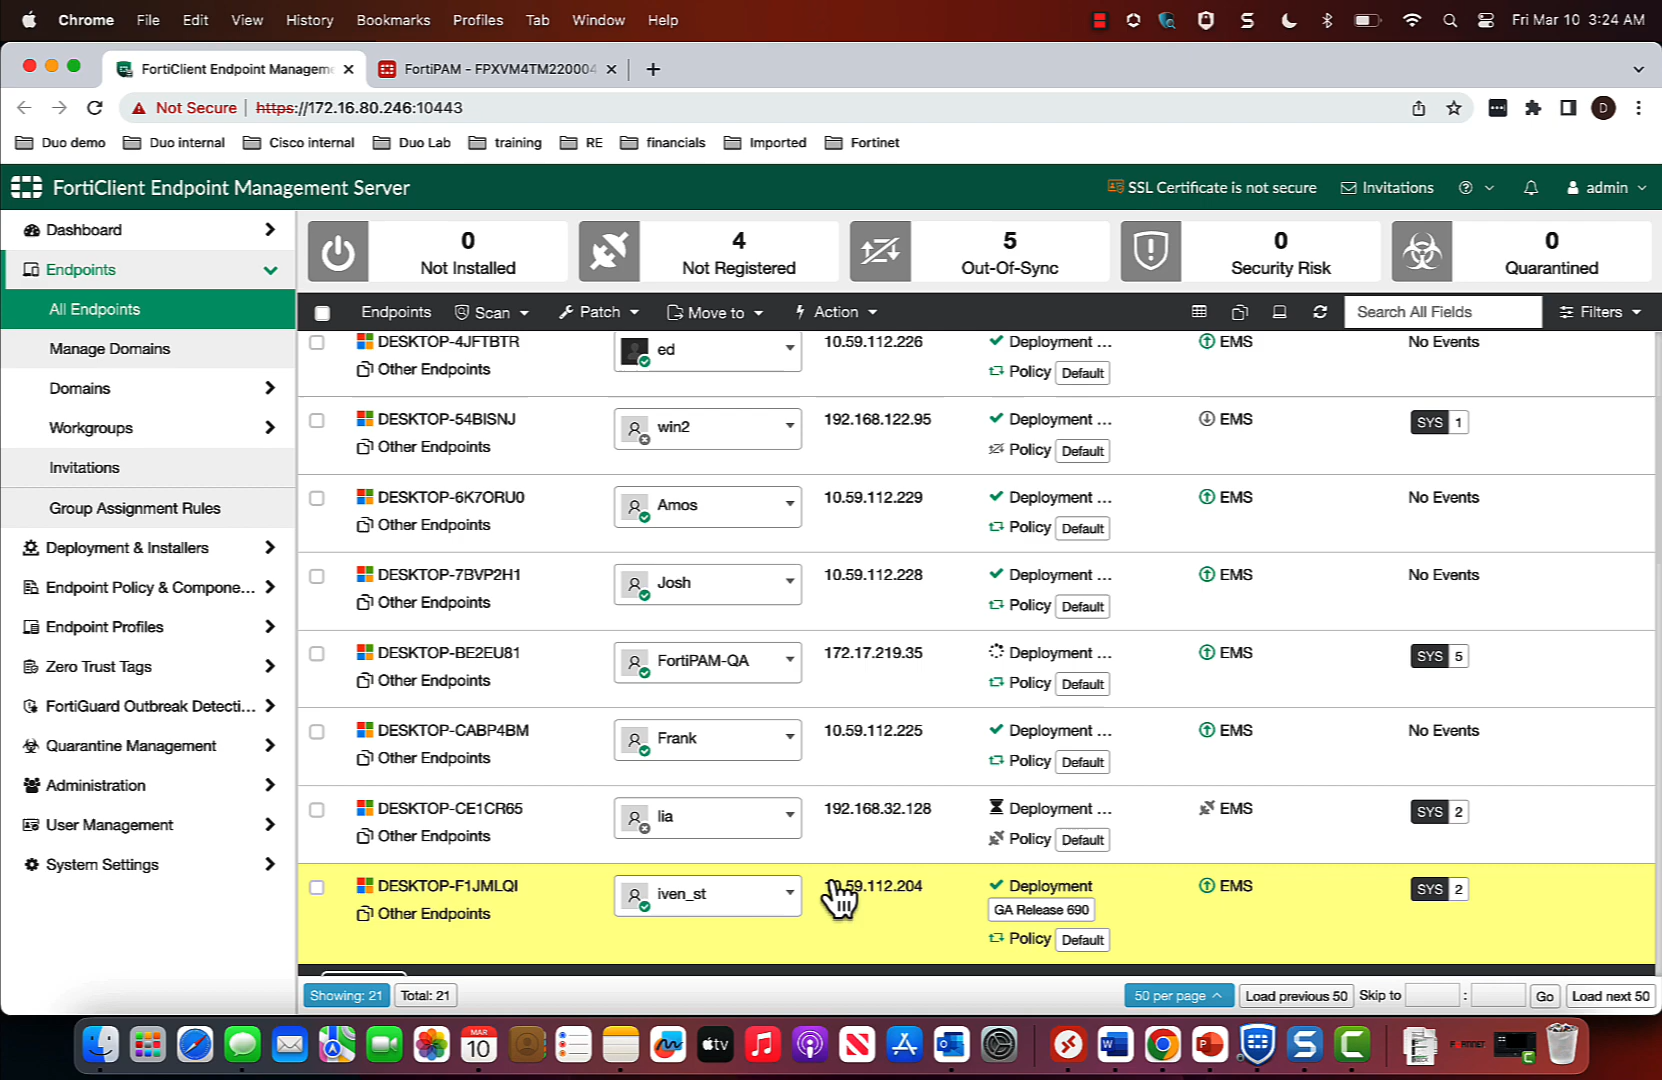 Chrome File Edit View History Bookmarks Profiles Tab Window Help Fri Mar 10 3:24 AM
FortiClient Endpoint Managem FortiPAM - FPXVM4TM220004
Not Secure https://172.16.80.246:10443 D
Duo demo Duo internal Cisco internal Duo Lab training RE financials Imported Fortinet
FortiClient Endpoint Management Server SSL Certificate is not secure Invitations admin
Dashboard
Endpoints
All Endpoints
Manage Domains
Domains
Workgroups
Invitations
Group Assignment Rules
Deployment & Installers
Endpoint Policy & Compone...
Endpoint Profiles
Zero Trust Tags
FortiGuard Outbreak Detecti...
Quarantine Management
Administration
User Management
System Settings
0 4 5 0 0
Not Installed Not Registered Out-Of-Sync Security Risk Quarantined
Endpoints Scan Patch Move to Action Search All Fields Filters
DESKTOP-4JFTBTR ed 10.59.112.226 Deployment ... EMS No Events
Other Endpoints Policy Default
DESKTOP-54BISNJ win2 192.168.122.95 Deployment ... EMS SYS 1
Other Endpoints Policy Default
DESKTOP-6K7ORU0 Amos 10.59.112.229 Deployment ... EMS No Events
Other Endpoints Policy Default
DESKTOP-7BVP2H1 Josh 10.59.112.228 Deployment ... EMS No Events
Other Endpoints Policy Default
DESKTOP-BE2EU81 FortiPAM-QA 172.17.219.35 Deployment ... EMS SYS 5
Other Endpoints Policy Default
DESKTOP-CABP4BM Frank 10.59.112.225 Deployment ... EMS No Events
Other Endpoints Policy Default
DESKTOP-CE1CR65 lia 192.168.32.128 Deployment ... EMS SYS 2
Other Endpoints Policy Default
DESKTOP-F1JMLQI iven_st .59.112.204 Deployment EMS SYS 2
Other Endpoints GA Release 690
Policy Default
Showing: 21 Total: 21 50 per page Load previous 50 Skip to : Go Load next 50
MAR
10
tv